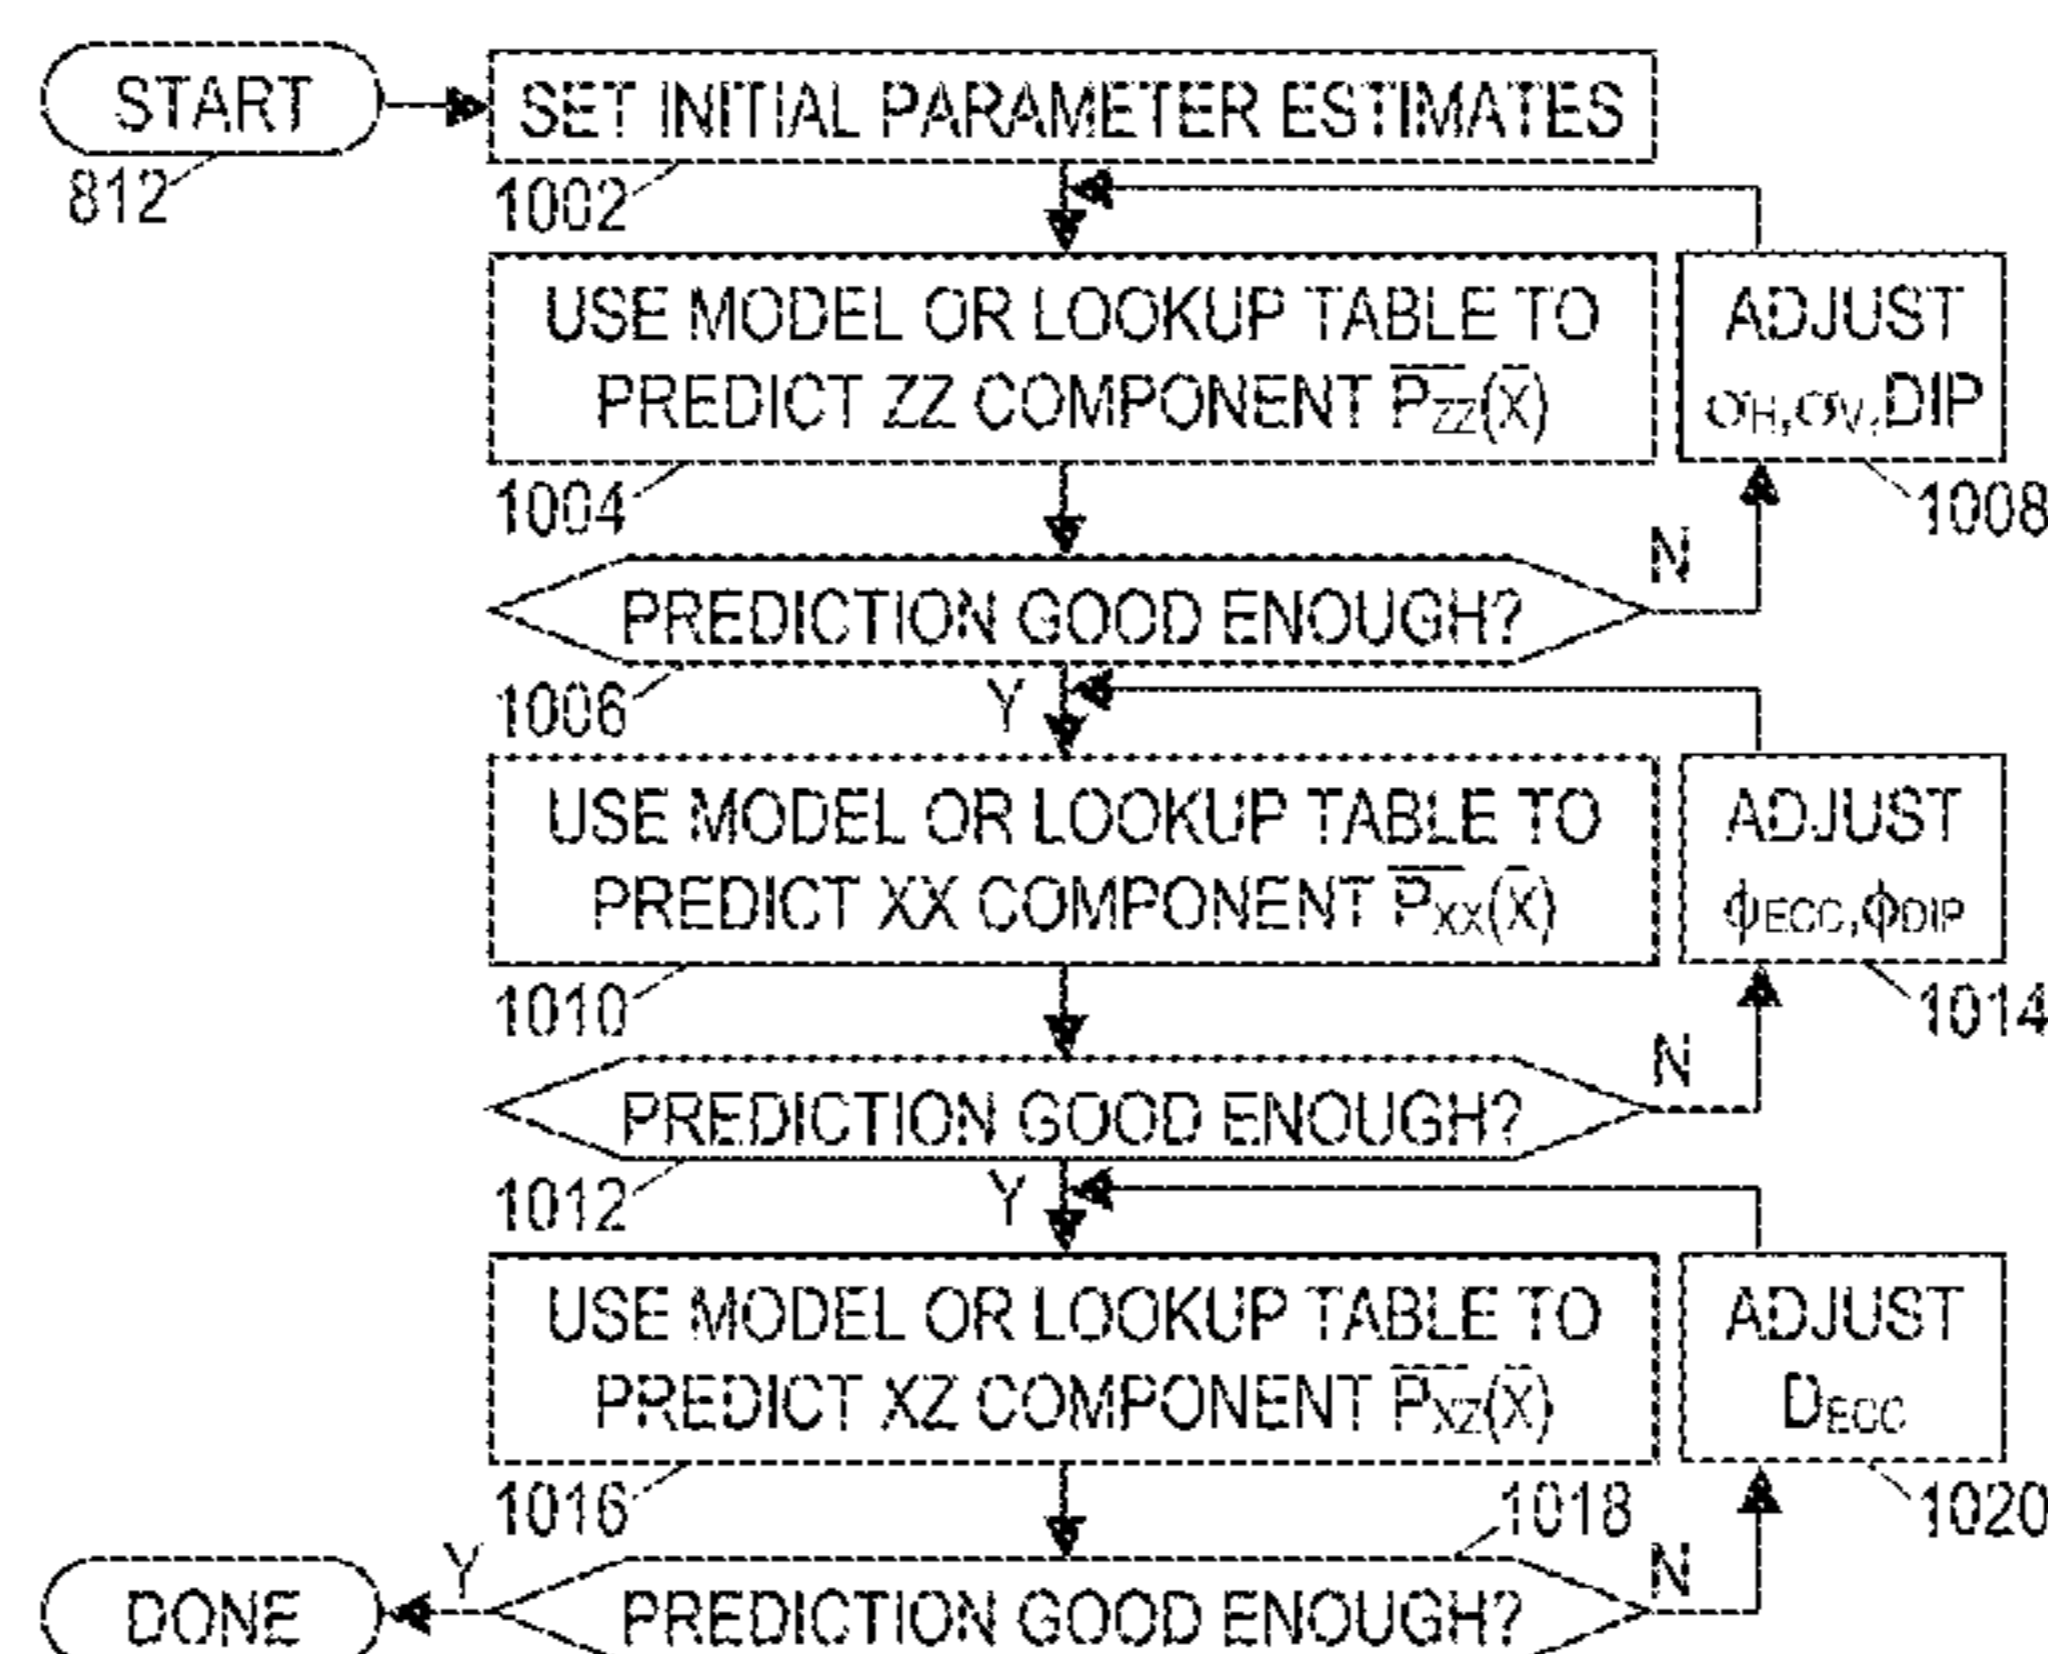 START
SET INITIAL PARAMETER ESTIMATES
812
1002
USE MODEL OR LOOKUP TABLE TO
PREDICT ZZ COMPONENT P̅Z̅Z̅(x̅)
ADJUST
σH,σV,DIP
1004
1008
PREDICTION GOOD ENOUGH?
N
1006
Y
USE MODEL OR LOOKUP TABLE TO
PREDICT XX COMPONENT P̅X̅X̅(x̅)
ADJUST
ϕECC,ϕDIP
1010
1014
PREDICTION GOOD ENOUGH?
N
1012
Y
USE MODEL OR LOOKUP TABLE TO
PREDICT XZ COMPONENT P̅X̅Z̅(x̅)
ADJUST
DECC
1016
1018
1020
Y
N
DONE
PREDICTION GOOD ENOUGH?